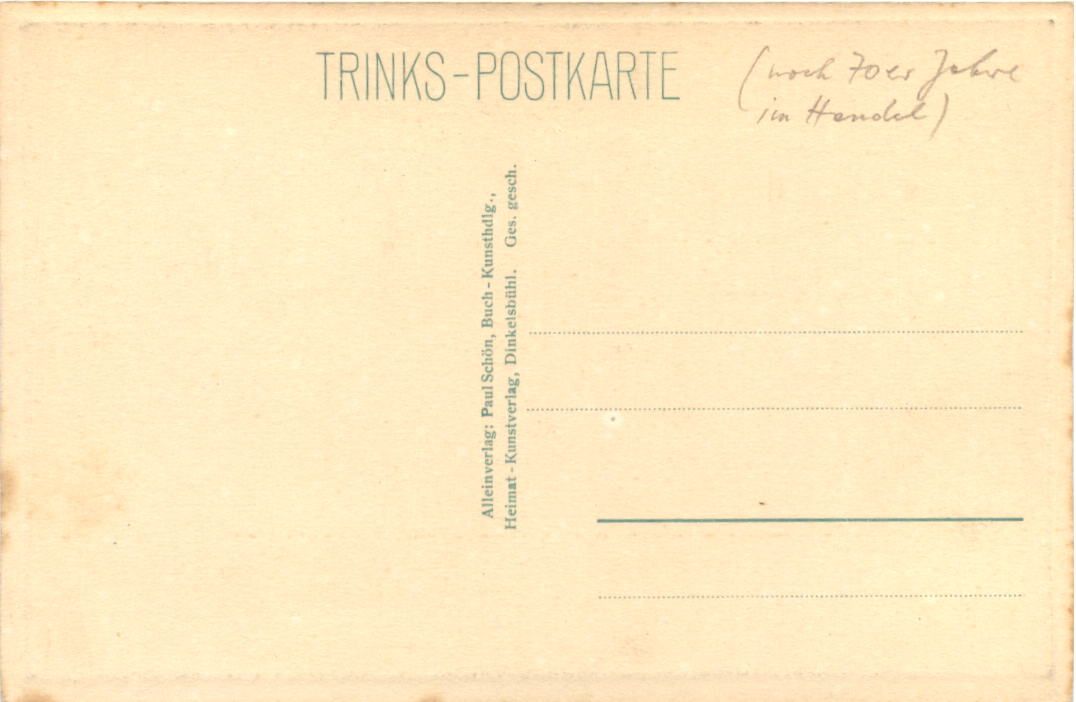 TRINKS-POSTKARTE
(noch 70er Jahre
im Handel)
Alleinverlag: Paul Schön, Buch-Kunsthdlg.,
Heimat-Kunstverlag, Dinkelsbühl. Ges. gesch.